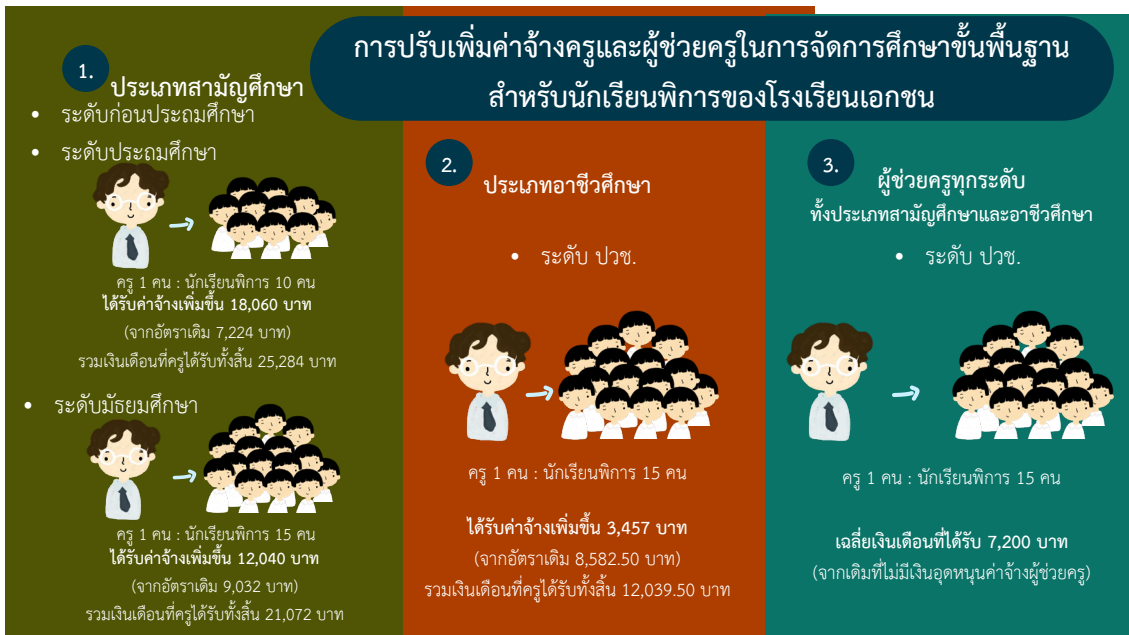 การปรับเพิ่มค่าจ้างครูและผู้ช่วยครูในการจัดการศึกษาขั้นพื้นฐาน
สำหรับนักเรียนพิการของโรงเรียนเอกชน
1.
ประเภทสามัญศึกษา
• ระดับก่อนประถมศึกษา
• ระดับประถมศึกษา
ครู 1 คน : นักเรียนพิการ 10 คน
ได้รับค่าจ้างเพิ่มขึ้น 18,060 บาท
(จากอัตราเดิม 7,224 บาท)
รวมเงินเดือนที่ครูได้รับทั้งสิ้น 25,284 บาท
• ระดับมัธยมศึกษา
ครู 1 คน : นักเรียนพิการ 15 คน
ได้รับค่าจ้างเพิ่มขึ้น 12,040 บาท
(จากอัตราเดิม 9,032 บาท)
รวมเงินเดือนที่ครูได้รับทั้งสิ้น 21,072 บาท
2.
ประเภทอาชีวศึกษา
• ระดับ ปวช.
ครู 1 คน : นักเรียนพิการ 15 คน
ได้รับค่าจ้างเพิ่มขึ้น 3,457 บาท
(จากอัตราเดิม 8,582.50 บาท)
รวมเงินเดือนที่ครูได้รับทั้งสิ้น 12,039.50 บาท
3.
ผู้ช่วยครูทุกระดับ
ทั้งประเภทสามัญศึกษาและอาชีวศึกษา
• ระดับ ปวช.
ครู 1 คน : นักเรียนพิการ 15 คน
เฉลี่ยเงินเดือนที่ได้รับ 7,200 บาท
(จากเดิมที่ไม่มีเงินอุดหนุนค่าจ้างผู้ช่วยครู)